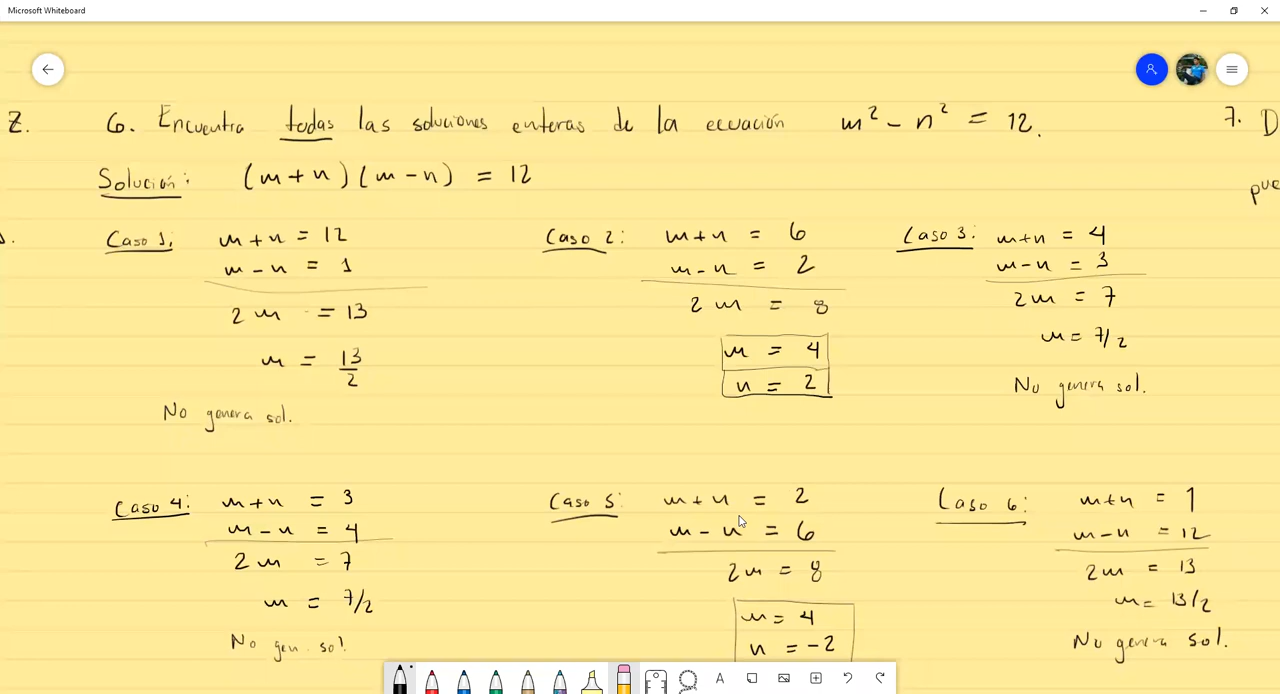 Microsoft Whiteboard
Z.
6. Encuentra todas las soluciones enteras de la ecuación m² - n² = 12.
7. D
Solución: (m+n)(m-n) = 12
pue
Caso 1:
m+n = 12
m-n = 1
2m = 13
m = 13/2
No genera sol.
Caso 2:
m+n = 6
m-n = 2
2m = 8
m = 4
n = 2
Caso 3:
m+n = 4
m-n = 3
2m = 7
m = 7/2
No genera sol.
Caso 4:
m+n = 3
m-n = 4
2m = 7
m = 7/2
No gen. sol.
Caso 5:
m+n = 2
m-n = 6
2m = 8
m = 4
n = -2
Caso 6:
m+n = 1
m-n = 12
2m = 13
m = 13/2
No genera sol.
A